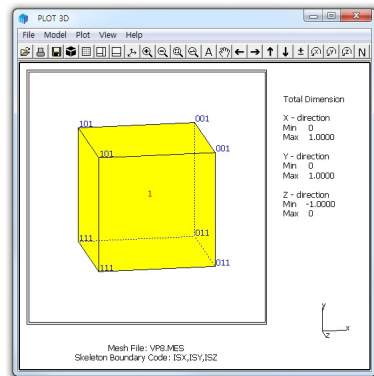 PLOT 3D
File Model Plot View Help
A
N
Total Dimension
X - direction
Min 0
Max 1.0000
Y - direction
Min 0
Max 1.0000
Z - direction
Min -1.0000
Max 0
101
001
101
001
1
111
011
111
011
y
x
z
Mesh File: VP8.MES
Skeleton Boundary Code: ISX,ISY,ISZ